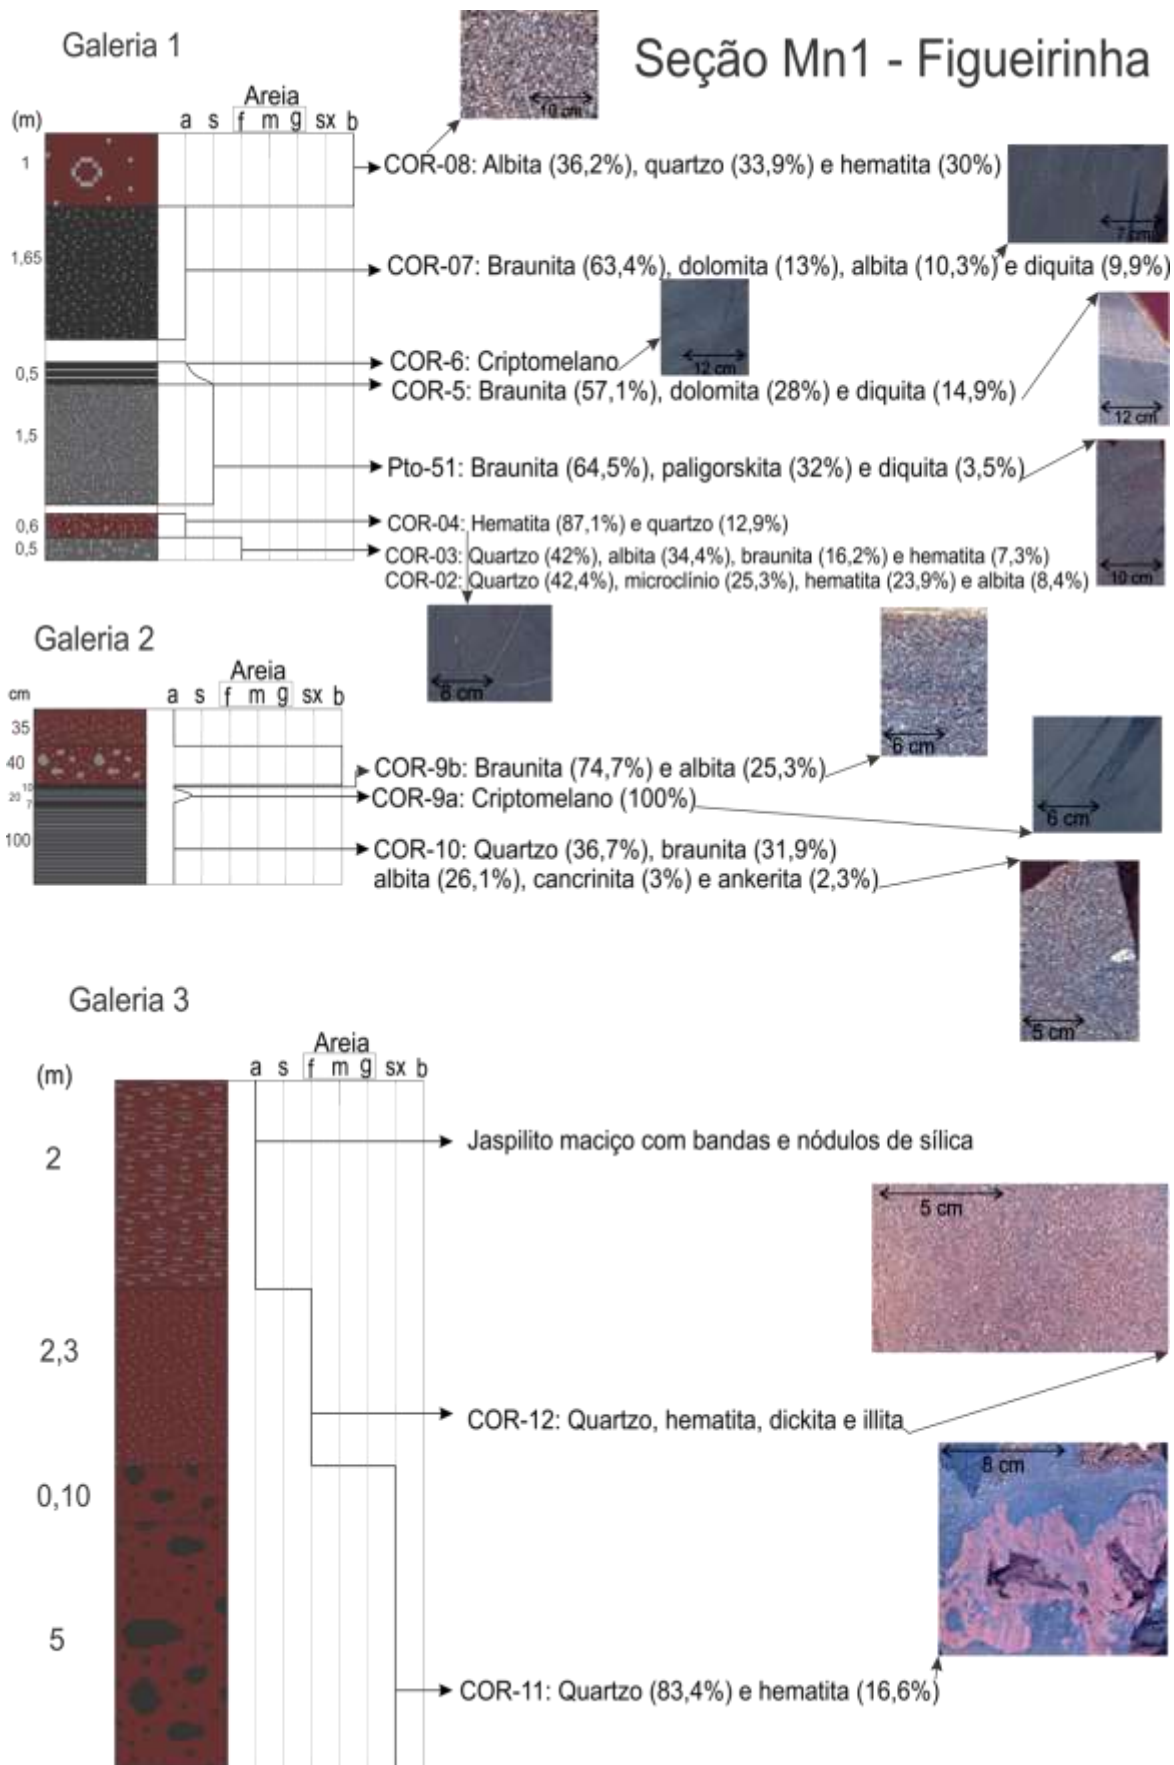 Galeria 1
Seção Mn1 - Figueirinha
10 cm
Areia
(m)
a s f m g sx b
1
COR-08: Albita (36,2%), quartzo (33,9%) e hematita (30%)
7 cm
1,65
COR-07: Braunita (63,4%), dolomita (13%), albita (10,3%) e diquita (9,9%)
0,5
COR-6: Criptomelano
12 cm
COR-5: Braunita (57,1%), dolomita (28%) e diquita (14,9%)
12 cm
1,5
Pto-51: Braunita (64,5%), paligorskita (32%) e diquita (3,5%)
0,6
COR-04: Hematita (87,1%) e quartzo (12,9%)
0,5
COR-03: Quartzo (42%), albita (34,4%), braunita (16,2%) e hematita (7,3%)
COR-02: Quartzo (42,4%), microclínio (25,3%), hematita (23,9%) e albita (8,4%)
10 cm
8 cm
Galeria 2
Areia
cm
a s f m g sx b
35
6 cm
40
COR-9b: Braunita (74,7%) e albita (25,3%)
10
20
COR-9a: Criptomelano (100%)
7
6 cm
100
COR-10: Quartzo (36,7%), braunita (31,9%)
albita (26,1%), cancrinita (3%) e ankerita (2,3%)
5 cm
Galeria 3
Areia
(m)
a s f m g sx b
2
Jaspilito maciço com bandas e nódulos de sílica
5 cm
2,3
COR-12: Quartzo, hematita, dickita e illita
8 cm
0,10
5
COR-11: Quartzo (83,4%) e hematita (16,6%)